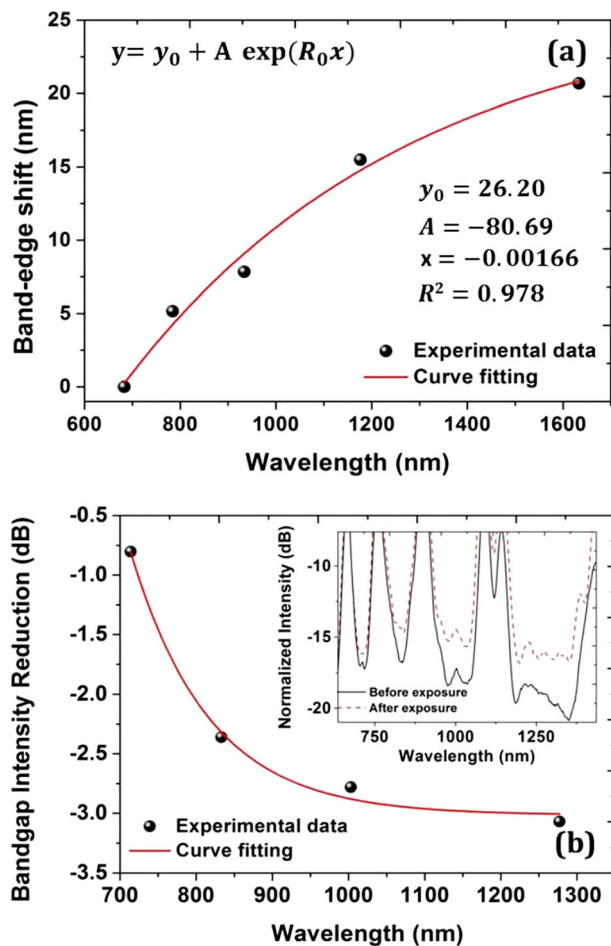 25
20
15
10
5
0
Band-edge shift (nm)
y= y₀ + A exp(R₀x)
(a)
y₀ = 26.20
A = −80.69
x = −0.00166
R² = 0.978
Experimental data
Curve fitting
600 800 1000 1200 1400 1600
Wavelength (nm)
-0.5
-1.0
-1.5
-2.0
-2.5
-3.0
-3.5
Bandgap Intensity Reduction (dB)
-10
-15
-20
Normalized Intensity (dB)
Before exposure
After exposure
750 1000 1250
Wavelength (nm)
Experimental data
Curve fitting
(b)
700 800 900 1000 1100 1200 1300
Wavelength (nm)